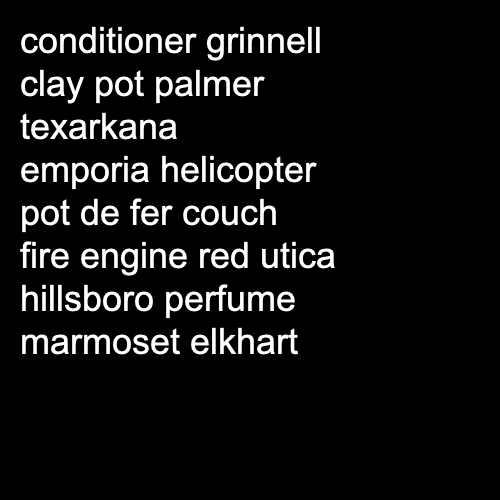 conditioner grinnell
clay pot palmer
texarkana
emporia helicopter
pot de fer couch
fire engine red utica
hillsboro perfume
marmoset elkhart